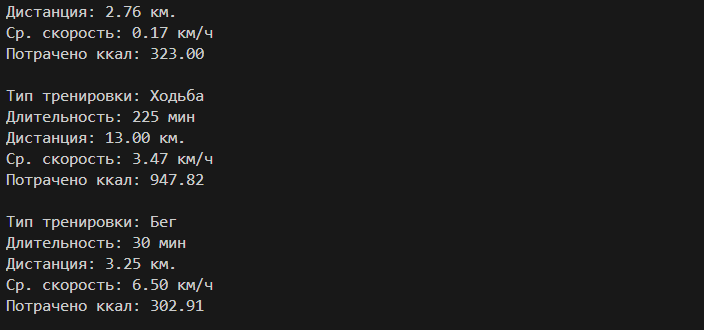 Дистанция: 2.76 км.
Ср. скорость: 0.17 км/ч
Потрачено ккал: 323.00
Тип тренировки: Ходьба
Длительность: 225 мин
Дистанция: 13.00 км.
Ср. скорость: 3.47 км/ч
Потрачено ккал: 947.82
Тип тренировки: Бег
Длительность: 30 мин
Дистанция: 3.25 км.
Ср. скорость: 6.50 км/ч
Потрачено ккал: 302.91